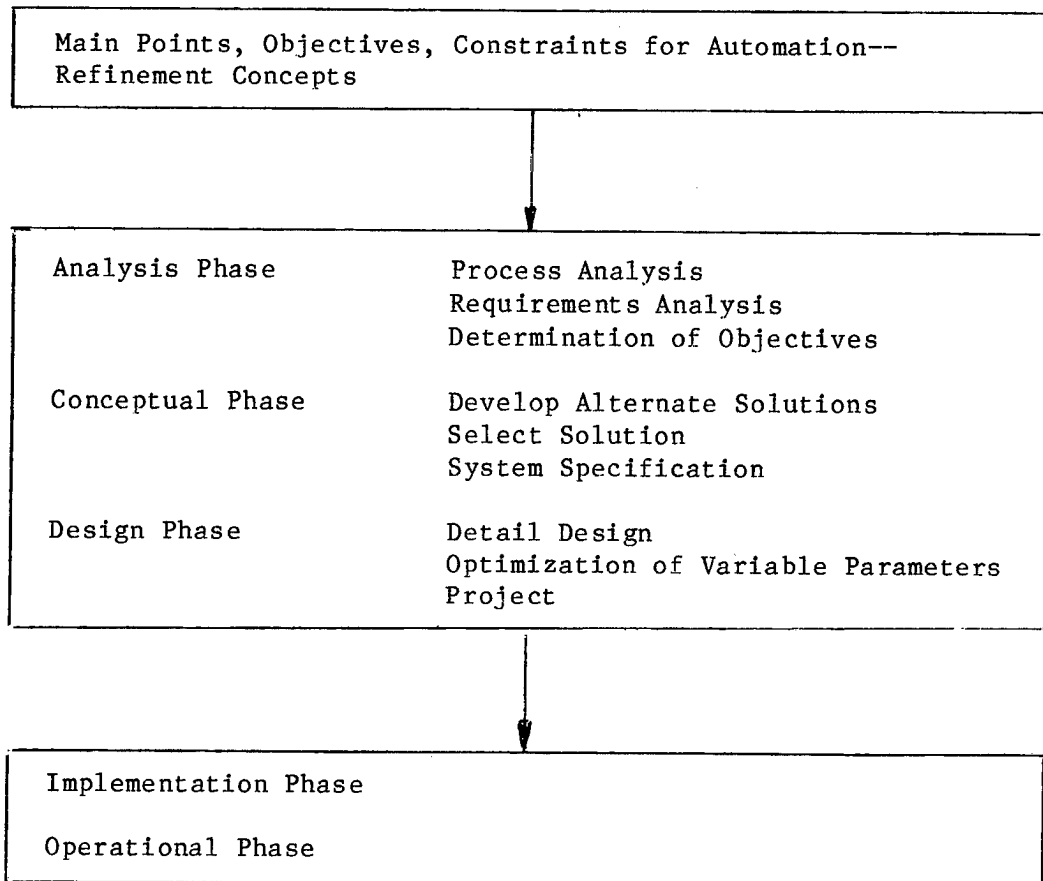 Main Points, Objectives, Constraints for Automation--
Refinement Concepts
Analysis Phase Process Analysis
Requirements Analysis
Determination of Objectives
Conceptual Phase Develop Alternate Solutions
Select Solution
System Specification
Design Phase Detail Design
Optimization of Variable Parameters
Project
Implementation Phase
Operational Phase